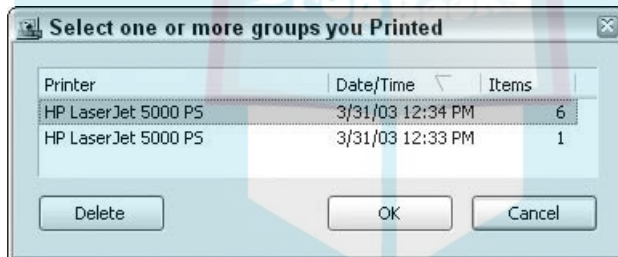 Select one or more groups you Printed
Printer Date/Time Items
HP LaserJet 5000 PS 3/31/03 12:34 PM 6
HP LaserJet 5000 PS 3/31/03 12:33 PM 1
Delete OK Cancel